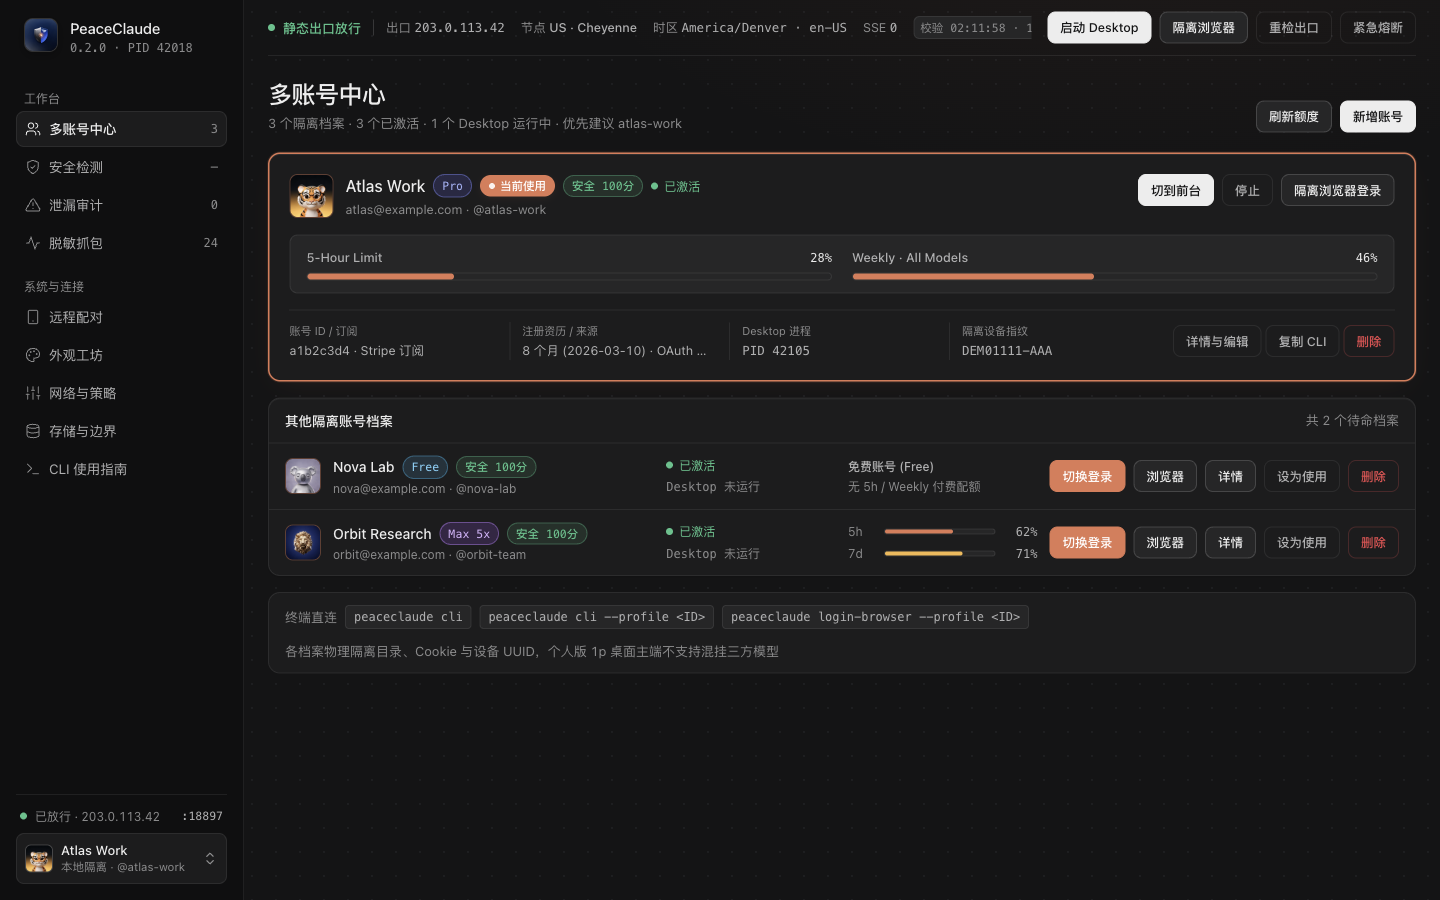 PeaceClaude
0.2.0 · PID 42018
工作台
多账号中心 3
安全检测 —
泄漏审计 0
脱敏抓包 24
系统与连接
远程配对
外观工坊
网络与策略
存储与边界
CLI 使用指南
已放行 · 203.0.113.42 :18897
Atlas Work
本地隔离 · @atlas-work
静态出口放行 出口 203.0.113.42 节点 US · Cheyenne 时区 America/Denver · en-US SSE 0 校验 02:11:58 · 1 启动 Desktop 隔离浏览器 重检出口 紧急熔断
多账号中心
3 个隔离档案 · 3 个已激活 · 1 个 Desktop 运行中 · 优先建议 atlas-work
刷新额度 新增账号
Atlas Work Pro 当前使用 安全 100分 已激活
atlas@example.com · @atlas-work
切到前台 停止 隔离浏览器登录
5-Hour Limit 28% Weekly · All Models 46%
账号 ID / 订阅 注册资历 / 来源 Desktop 进程 隔离设备指纹
a1b2c3d4 · Stripe 订阅 8 个月 (2026-03-10) · OAuth ... PID 42105 DEM01111-AAA
详情与编辑 复制 CLI 删除
其他隔离账号档案 共 2 个待命档案
Nova Lab Free 安全 100分 已激活 免费账号 (Free)
nova@example.com · @nova-lab Desktop 未运行 无 5h / Weekly 付费配额
切换登录 浏览器 详情 设为使用 删除
Orbit Research Max 5x 安全 100分 已激活 5h 62%
orbit@example.com · @orbit-team Desktop 未运行 7d 71%
切换登录 浏览器 详情 设为使用 删除
终端直连 peaceclaude cli peaceclaude cli --profile <ID> peaceclaude login-browser --profile <ID>
各档案物理隔离目录、Cookie 与设备 UUID，个人版 1p 桌面主端不支持混挂三方模型